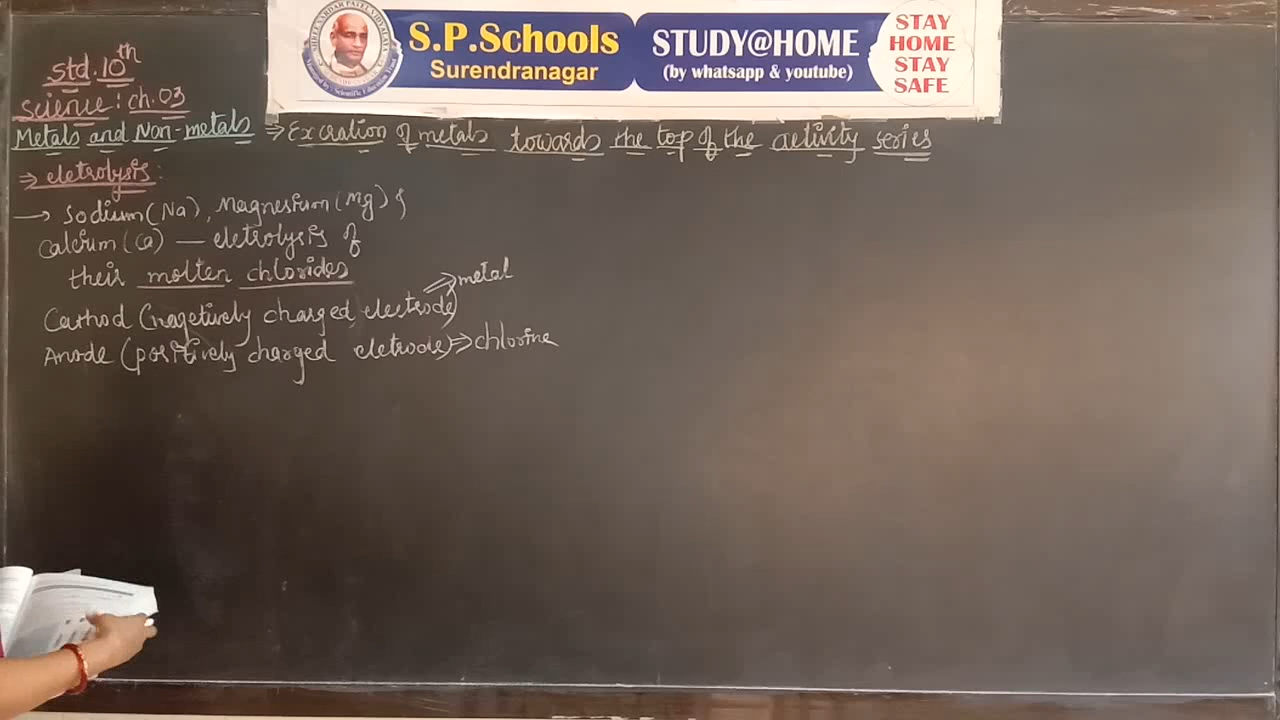 S.P.Schools
Surendranagar
STUDY@HOME
(by whatsapp & youtube)
STAY
HOME
STAY
SAFE
Std. 10th
Science: ch.03
Metals and Non-metals ⇒ Excration of metals towards the top of the activity series
⇒ eletrolysis:
→ Sodium(Na), Magnesium(Mg) &
Calcium(Ca) — eletrolysis of
their molten chlorides
Cathod (nagetively charged electrode) ⇒ metal
Anode (positively charged eletrode) ⇒ chlorine